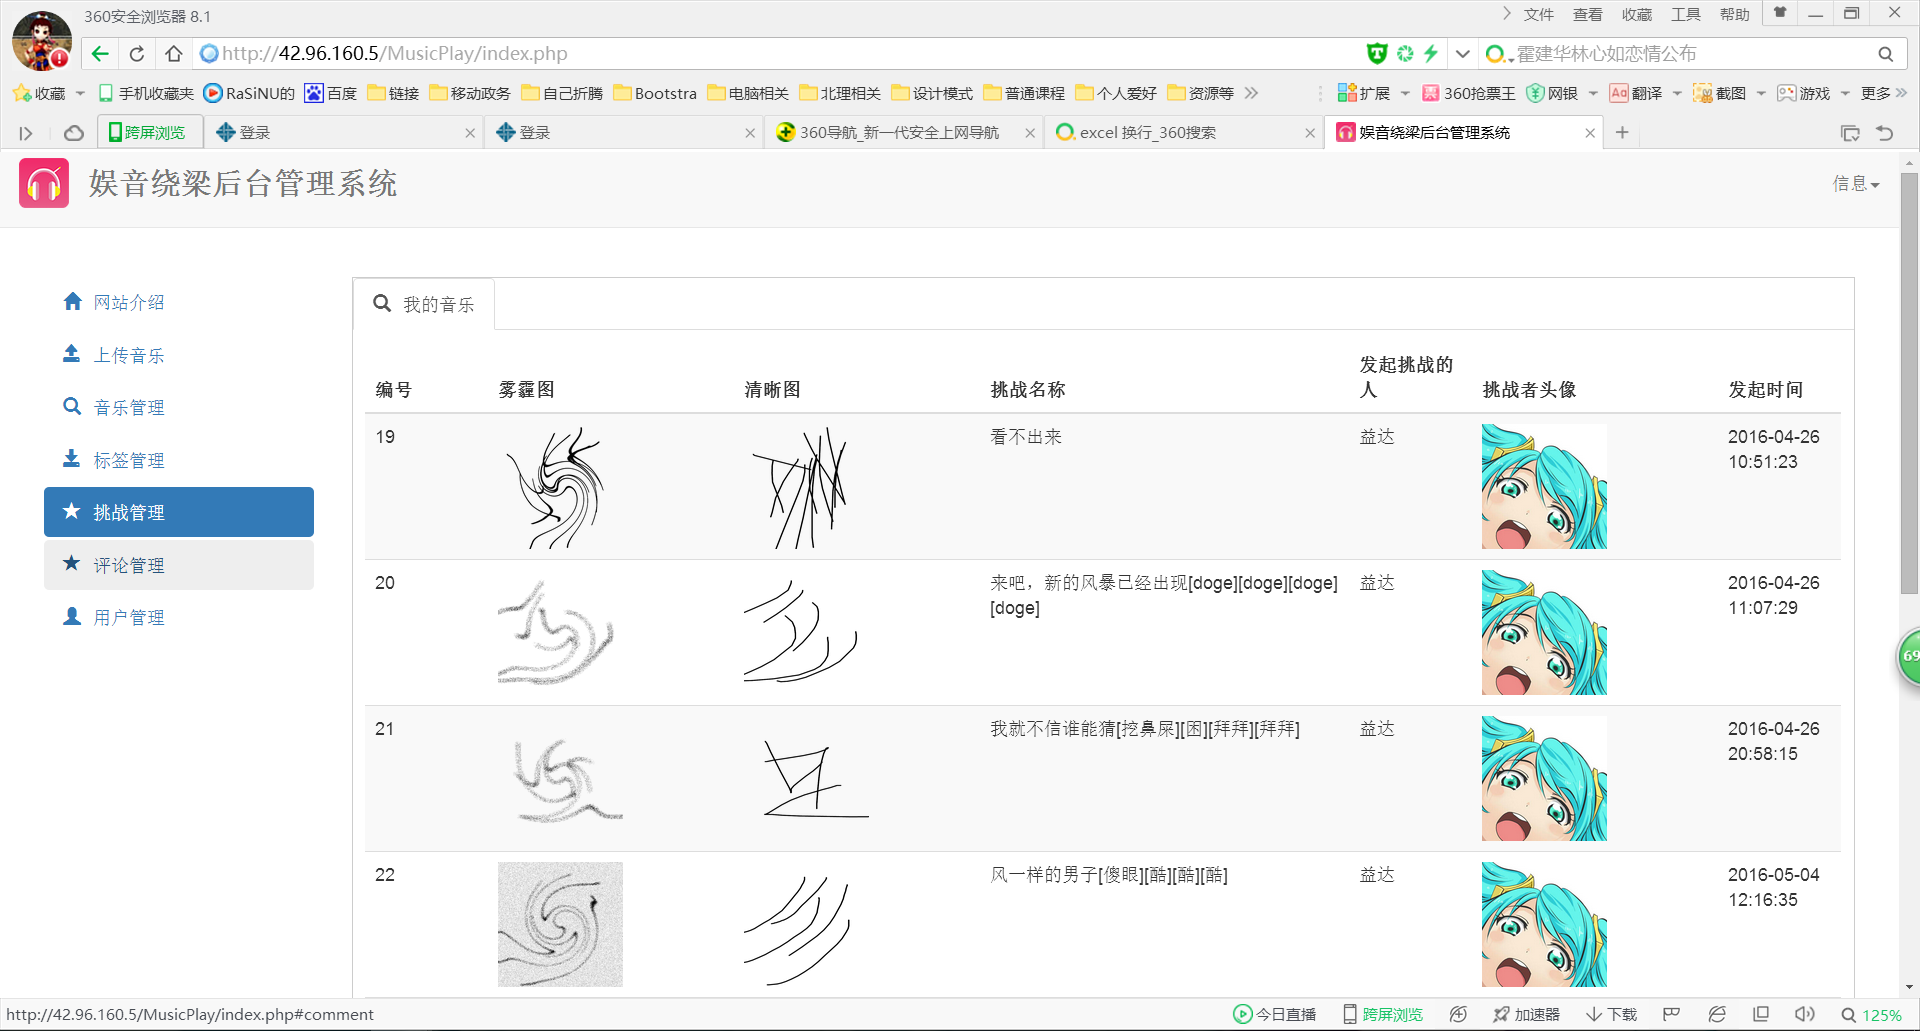 360安全浏览器 8.1
文件 查看 收藏 工具 帮助
http://42.96.160.5/MusicPlay/index.php
霍建华林心如恋情公布
收藏 手机收藏夹 RaSiNU的 百度 链接 移动政务 自己折腾 Bootstra 电脑相关 北理相关 设计模式 普通课程 个人爱好 资源等 扩展 360抢票王 网银 翻译 截图 游戏 更多
跨屏浏览 登录 登录 360导航_新一代安全上网导航 excel 换行_360搜索 娱音绕梁后台管理系统
娱音绕梁后台管理系统
信息
网站介绍
上传音乐
音乐管理
标签管理
挑战管理
评论管理
用户管理
我的音乐
编号 雾霾图 清晰图 挑战名称 发起挑战的人 挑战者头像 发起时间
19 看不出来 益达 2016-04-26
10:51:23
20 来吧，新的风暴已经出现[doge][doge][doge] 益达 2016-04-26
[doge] 11:07:29
21 我就不信谁能猜[挖鼻屎][困][拜拜][拜拜] 益达 2016-04-26
20:58:15
22 风一样的男子[傻眼][酷][酷][酷] 益达 2016-05-04
12:16:35
69
http://42.96.160.5/MusicPlay/index.php#comment
今日直播 跨屏浏览 加速器 下载 125%